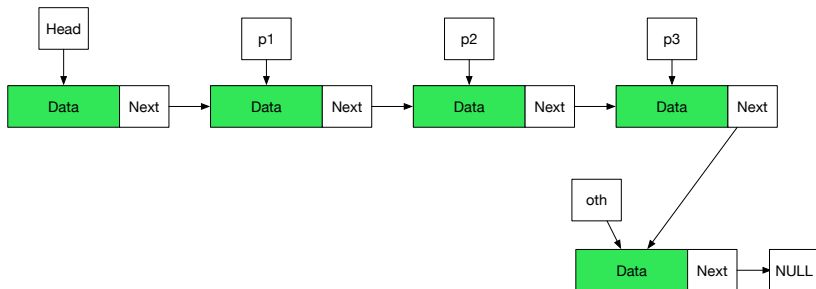 Head
p1
p2
p3
Data Next Data Next Data Next Data Next
oth
Data Next NULL